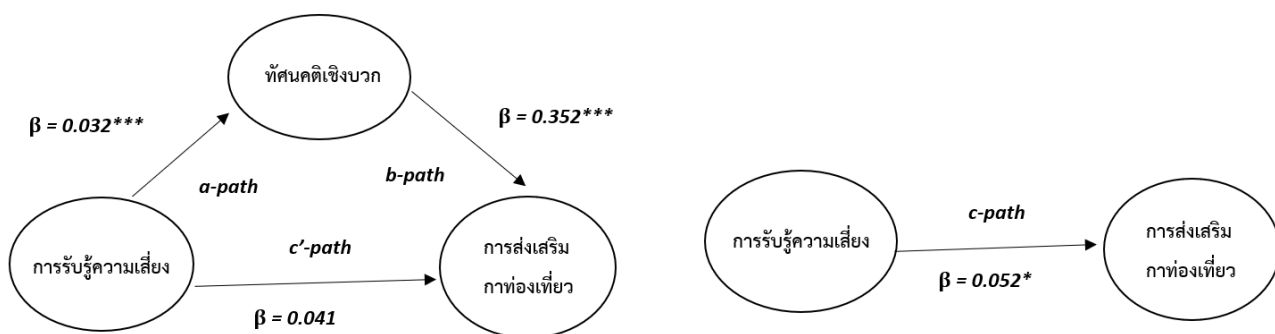 ทัศนคติเชิงบวก
β = 0.032***
β = 0.352***
a-path
b-path
การรับรู้ความเสี่ยง
c’-path
การส่งเสริม
กาท่องเที่ยว
β = 0.041
การรับรู้ความเสี่ยง
c-path
β = 0.052*
การส่งเสริม
กาท่องเที่ยว